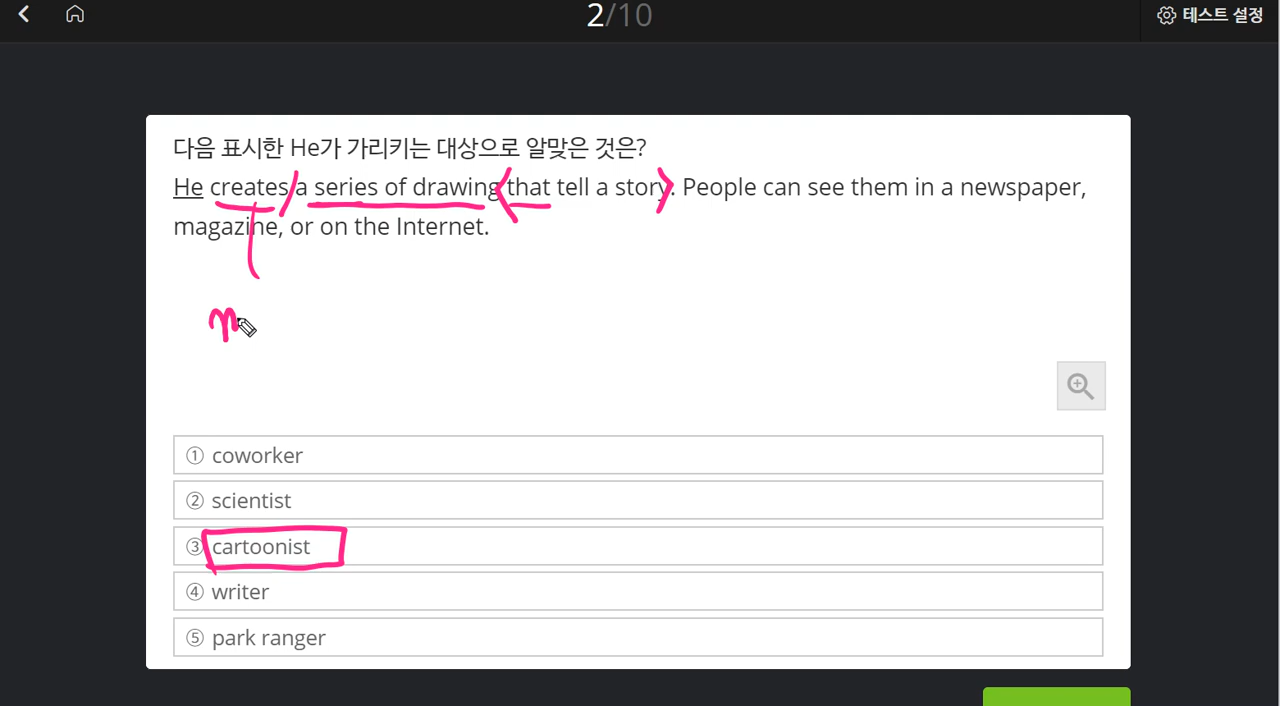 2/10
테스트 설정
다음 표시한 He가 가리키는 대상으로 알맞은 것은?
He creates a series of drawing that tell a story. People can see them in a newspaper,
magazine, or on the Internet.
① coworker
② scientist
③ cartoonist
④ writer
⑤ park ranger